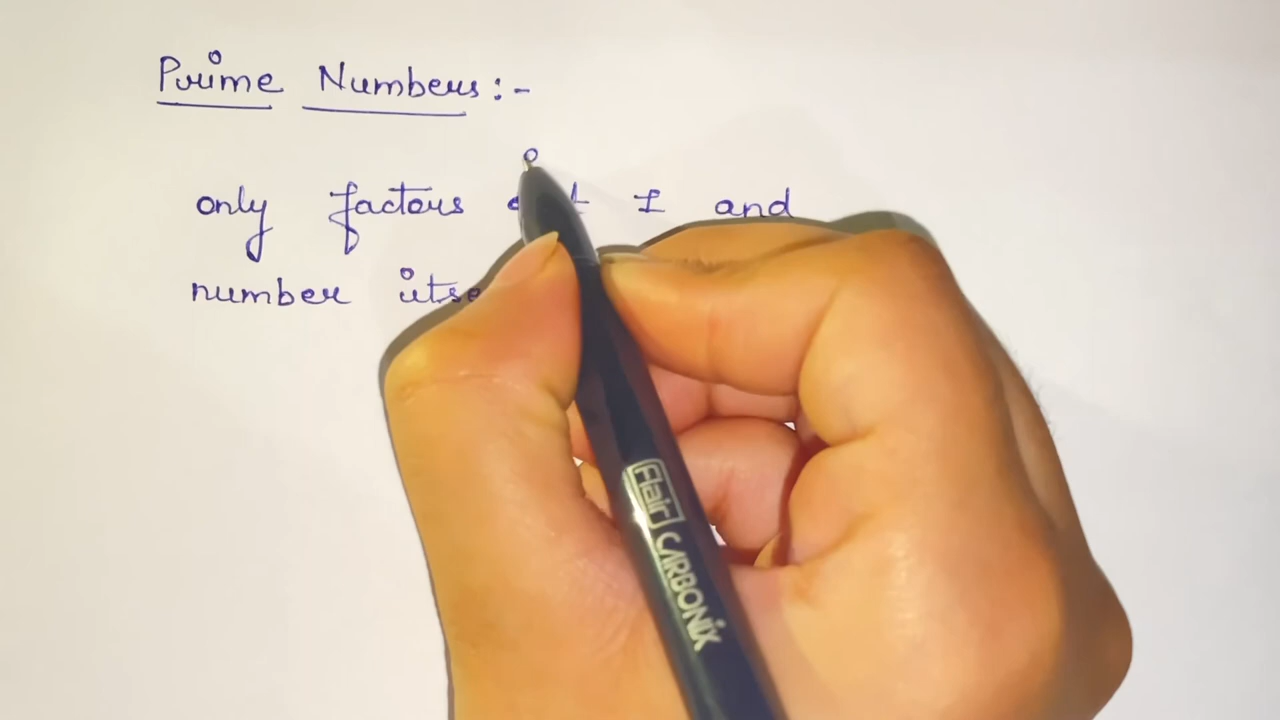 Prime Numbers :-
only factors 1 and
number
Flair CARBONIX